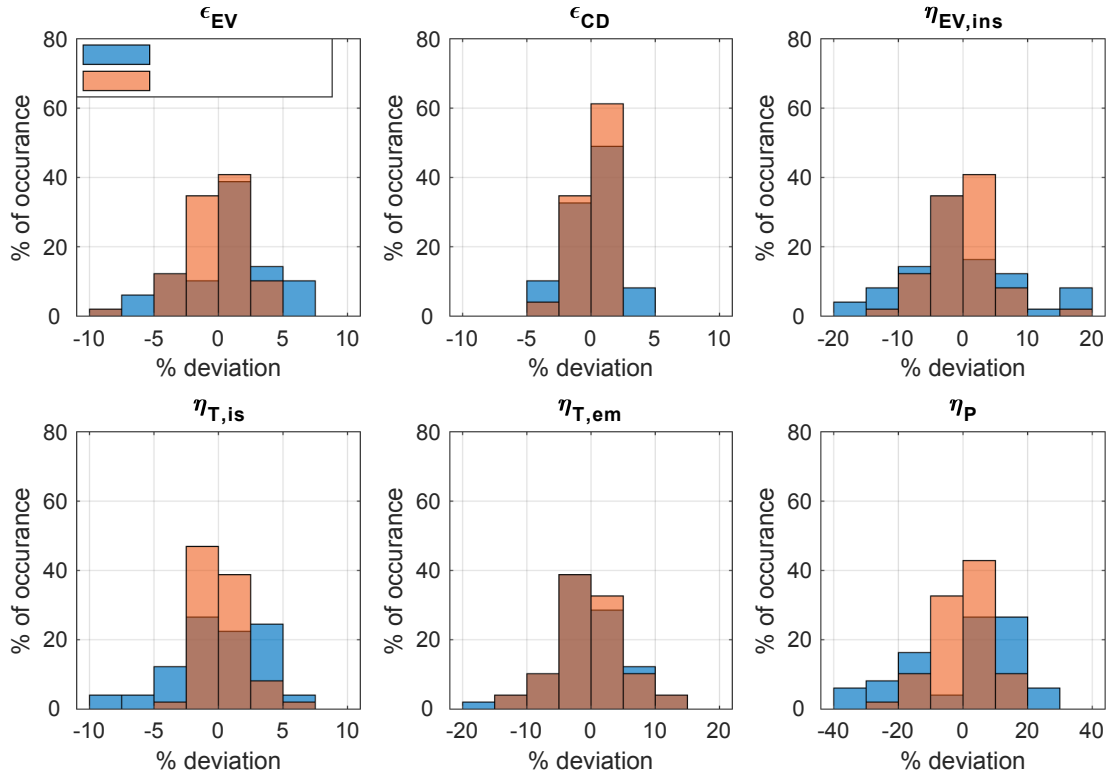 ϵEV
80
60
40
20
0
% of occurance
-10 -5 0 5 10
% deviation
ϵCD
80
60
40
20
0
% of occurance
-10 -5 0 5 10
% deviation
ηEV,ins
80
60
40
20
0
% of occurance
-20 -10 0 10 20
% deviation
ηT,is
80
60
40
20
0
% of occurance
-10 -5 0 5 10
% deviation
ηT,em
80
60
40
20
0
% of occurance
-20 -10 0 10 20
% deviation
ηP
80
60
40
20
0
% of occurance
-40 -20 0 20 40
% deviation